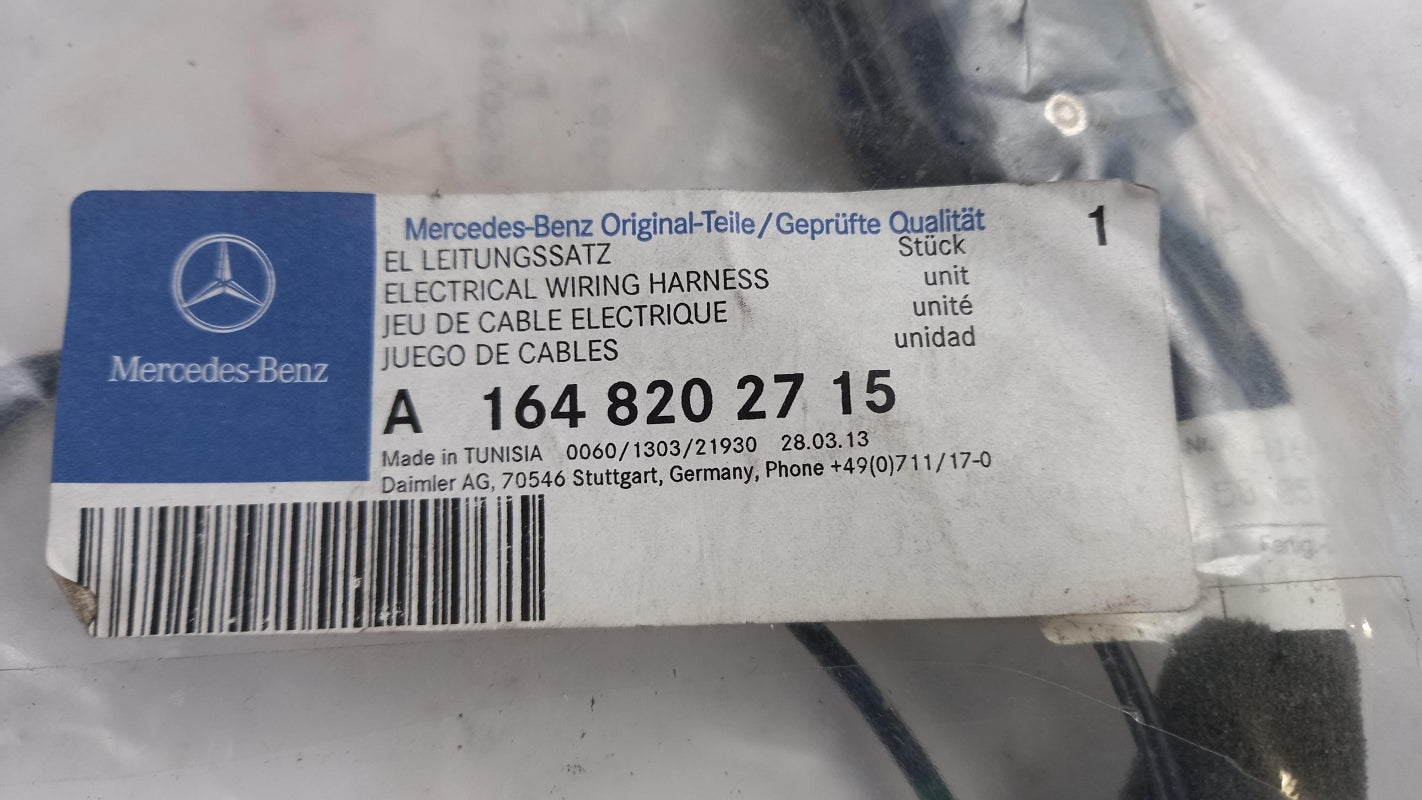 Mercedes-Benz
Mercedes-Benz Original-Teile/Geprüfte Qualität
EL LEITUNGSSATZ Stück 1
ELECTRICAL WIRING HARNESS unit
JEU DE CABLE ELECTRIQUE unité
JUEGO DE CABLES unidad
A 164 820 27 15
Made in TUNISIA 0060/1303/21930 28.03.13
Daimler AG, 70546 Stuttgart, Germany, Phone +49(0)711/17-0